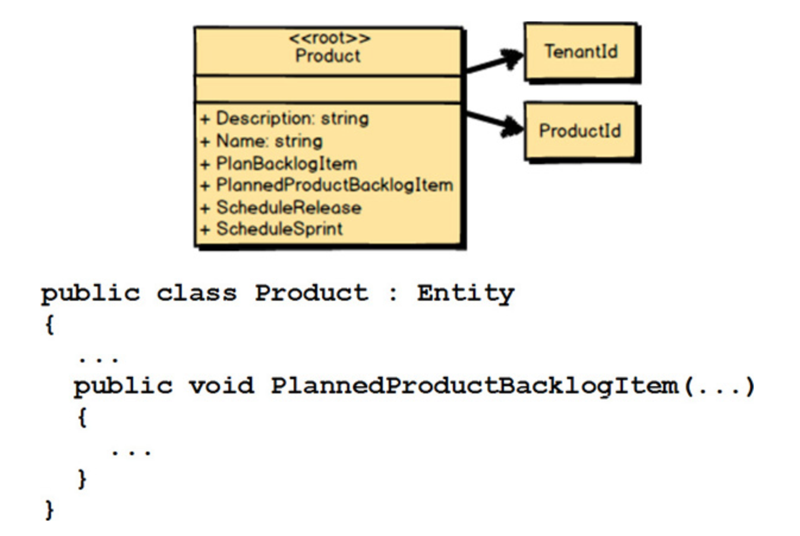 <<root>>
Product
+ Description: string
+ Name: string
+ PlanBacklogItem
+ PlannedProductBacklogItem
+ ScheduleRelease
+ ScheduleSprint
TenantId
ProductId
public class Product : Entity
{
...
public void PlannedProductBacklogItem(...)
{
...
}
}